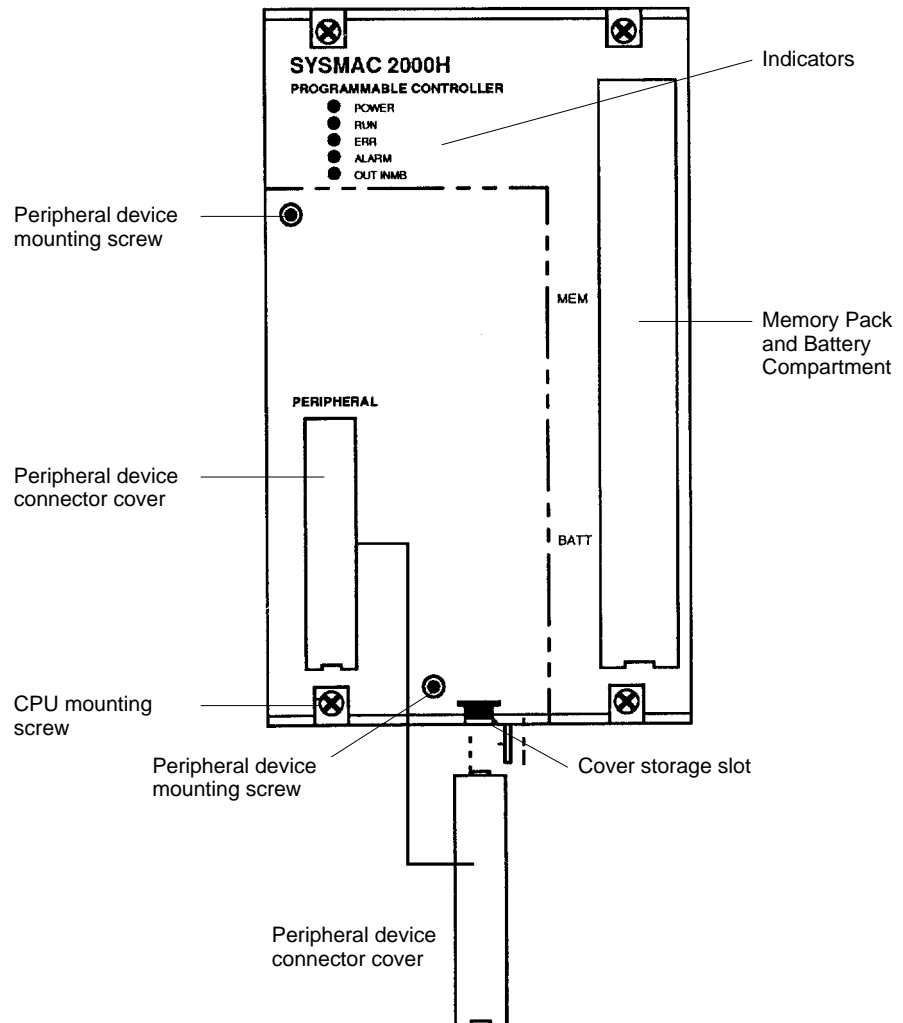 SYSMAC 2000H
PROGRAMMABLE CONTROLLER
POWER
RUN
ERR
ALARM
OUT INMB
Indicators
Peripheral device
mounting screw
MEM
Memory Pack
and Battery
Compartment
PERIPHERAL
Peripheral device
connector cover
BATT
CPU mounting
screw
Peripheral device
mounting screw
Cover storage slot
Peripheral device
connector cover